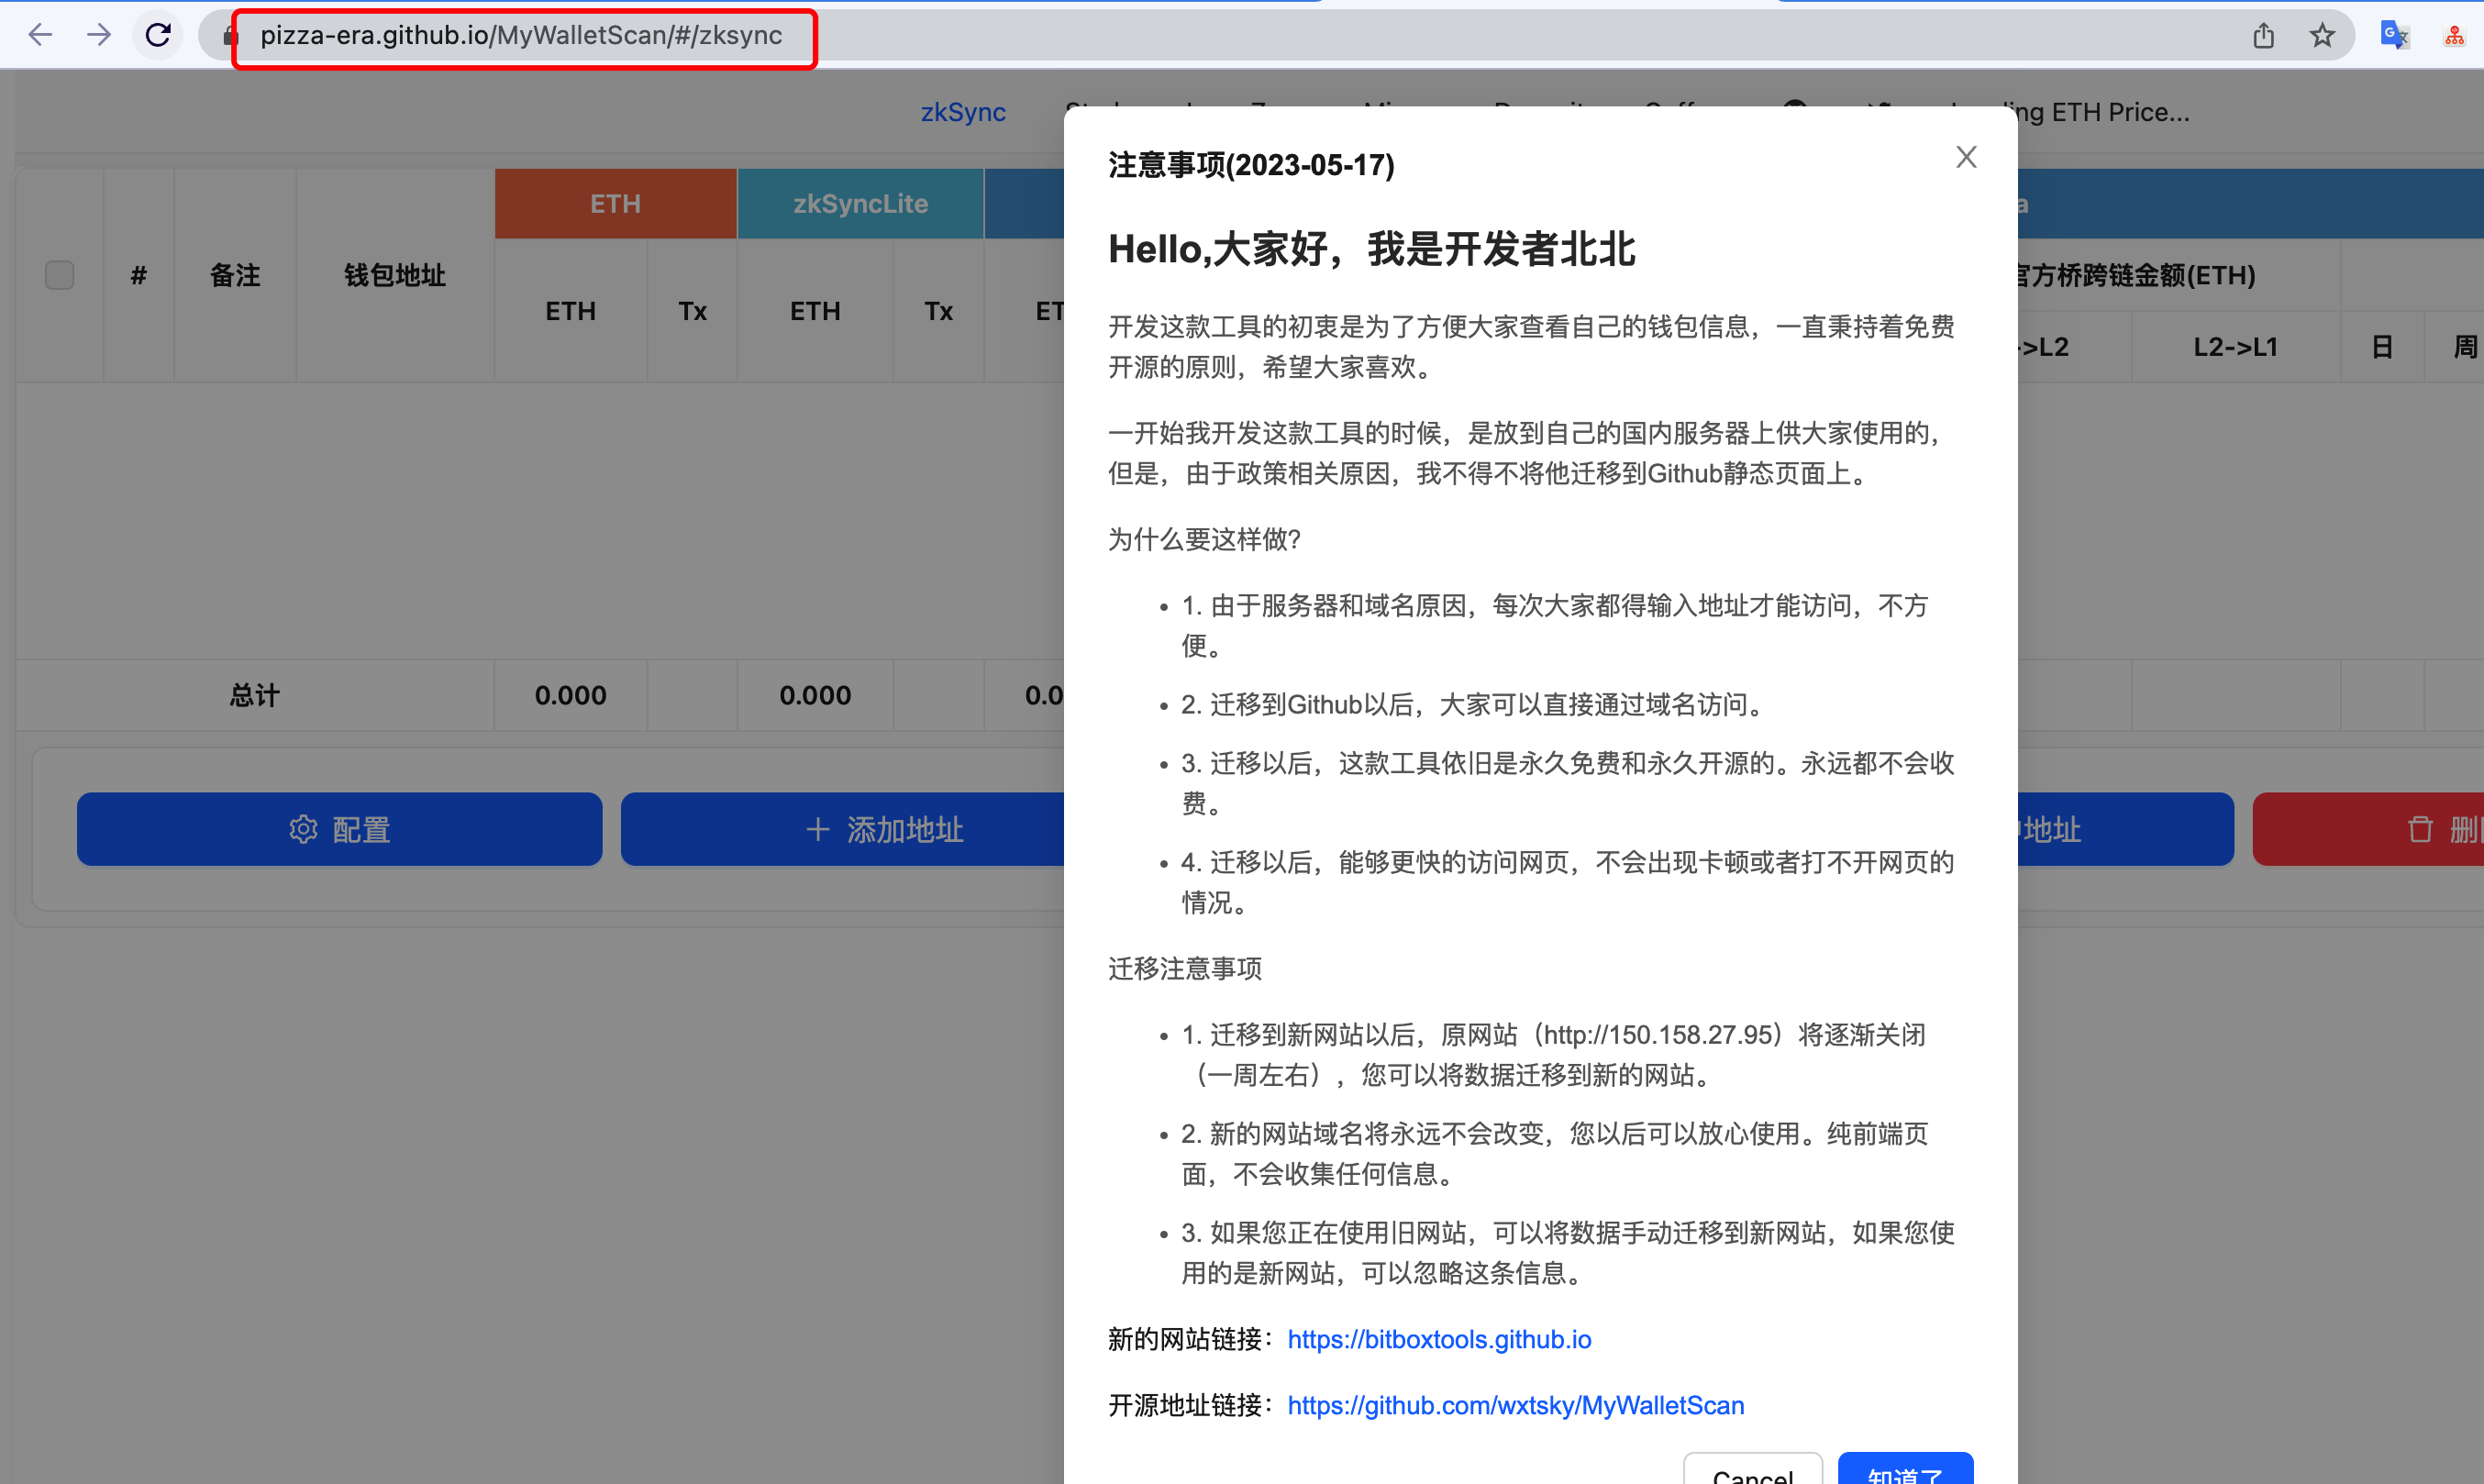 pizza-era.github.io/MyWalletScan/#/zksync
zkSync
ng ETH Price...
注意事项(2023-05-17)
Hello,大家好，我是开发者北北
开发这款工具的初衷是为了方便大家查看自己的钱包信息，一直秉持着免费
开源的原则，希望大家喜欢。
一开始我开发这款工具的时候，是放到自己的国内服务器上供大家使用的，
但是，由于政策相关原因，我不得不将他迁移到Github静态页面上。
为什么要这样做?
• 1. 由于服务器和域名原因，每次大家都得输入地址才能访问，不方
便。
• 2. 迁移到Github以后，大家可以直接通过域名访问。
• 3. 迁移以后，这款工具依旧是永久免费和永久开源的。永远都不会收
费。
• 4. 迁移以后，能够更快的访问网页，不会出现卡顿或者打不开网页的
情况。
迁移注意事项
• 1. 迁移到新网站以后，原网站（http://150.158.27.95）将逐渐关闭
（一周左右），您可以将数据迁移到新的网站。
• 2. 新的网站域名将永远不会改变，您以后可以放心使用。纯前端页
面，不会收集任何信息。
• 3. 如果您正在使用旧网站，可以将数据手动迁移到新网站，如果您使
用的是新网站，可以忽略这条信息。
新的网站链接：https://bitboxtools.github.io
开源地址链接：https://github.com/wxtsky/MyWalletScan
Cancel 知道了
ETH zkSyncLite a
# 备注 钱包地址 官方桥跨链金额(ETH)
ETH Tx ETH Tx ET ->L2 L2->L1 日 周
总计 0.000 0.000 0.0
配置 添加地址 地址 删